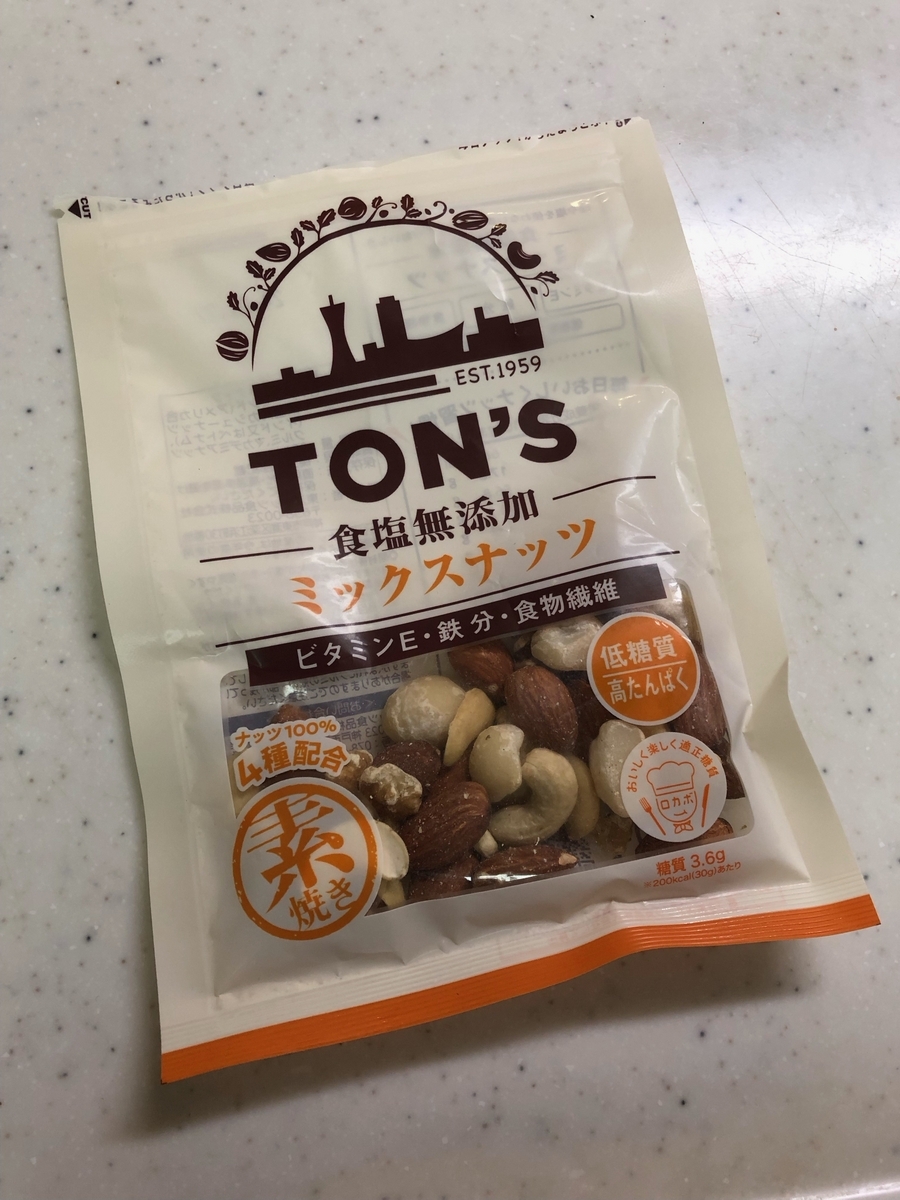 EST.1959
TON'S
食塩無添加
ミックスナッツ
ビタミンE・鉄分・食物繊維
低糖質
高たんぱく
ナッツ100%
4種配合
素
焼き
おいしく楽しく適正糖質
ロカボ
糖質 3.6g
※200kcal(30g)あたり